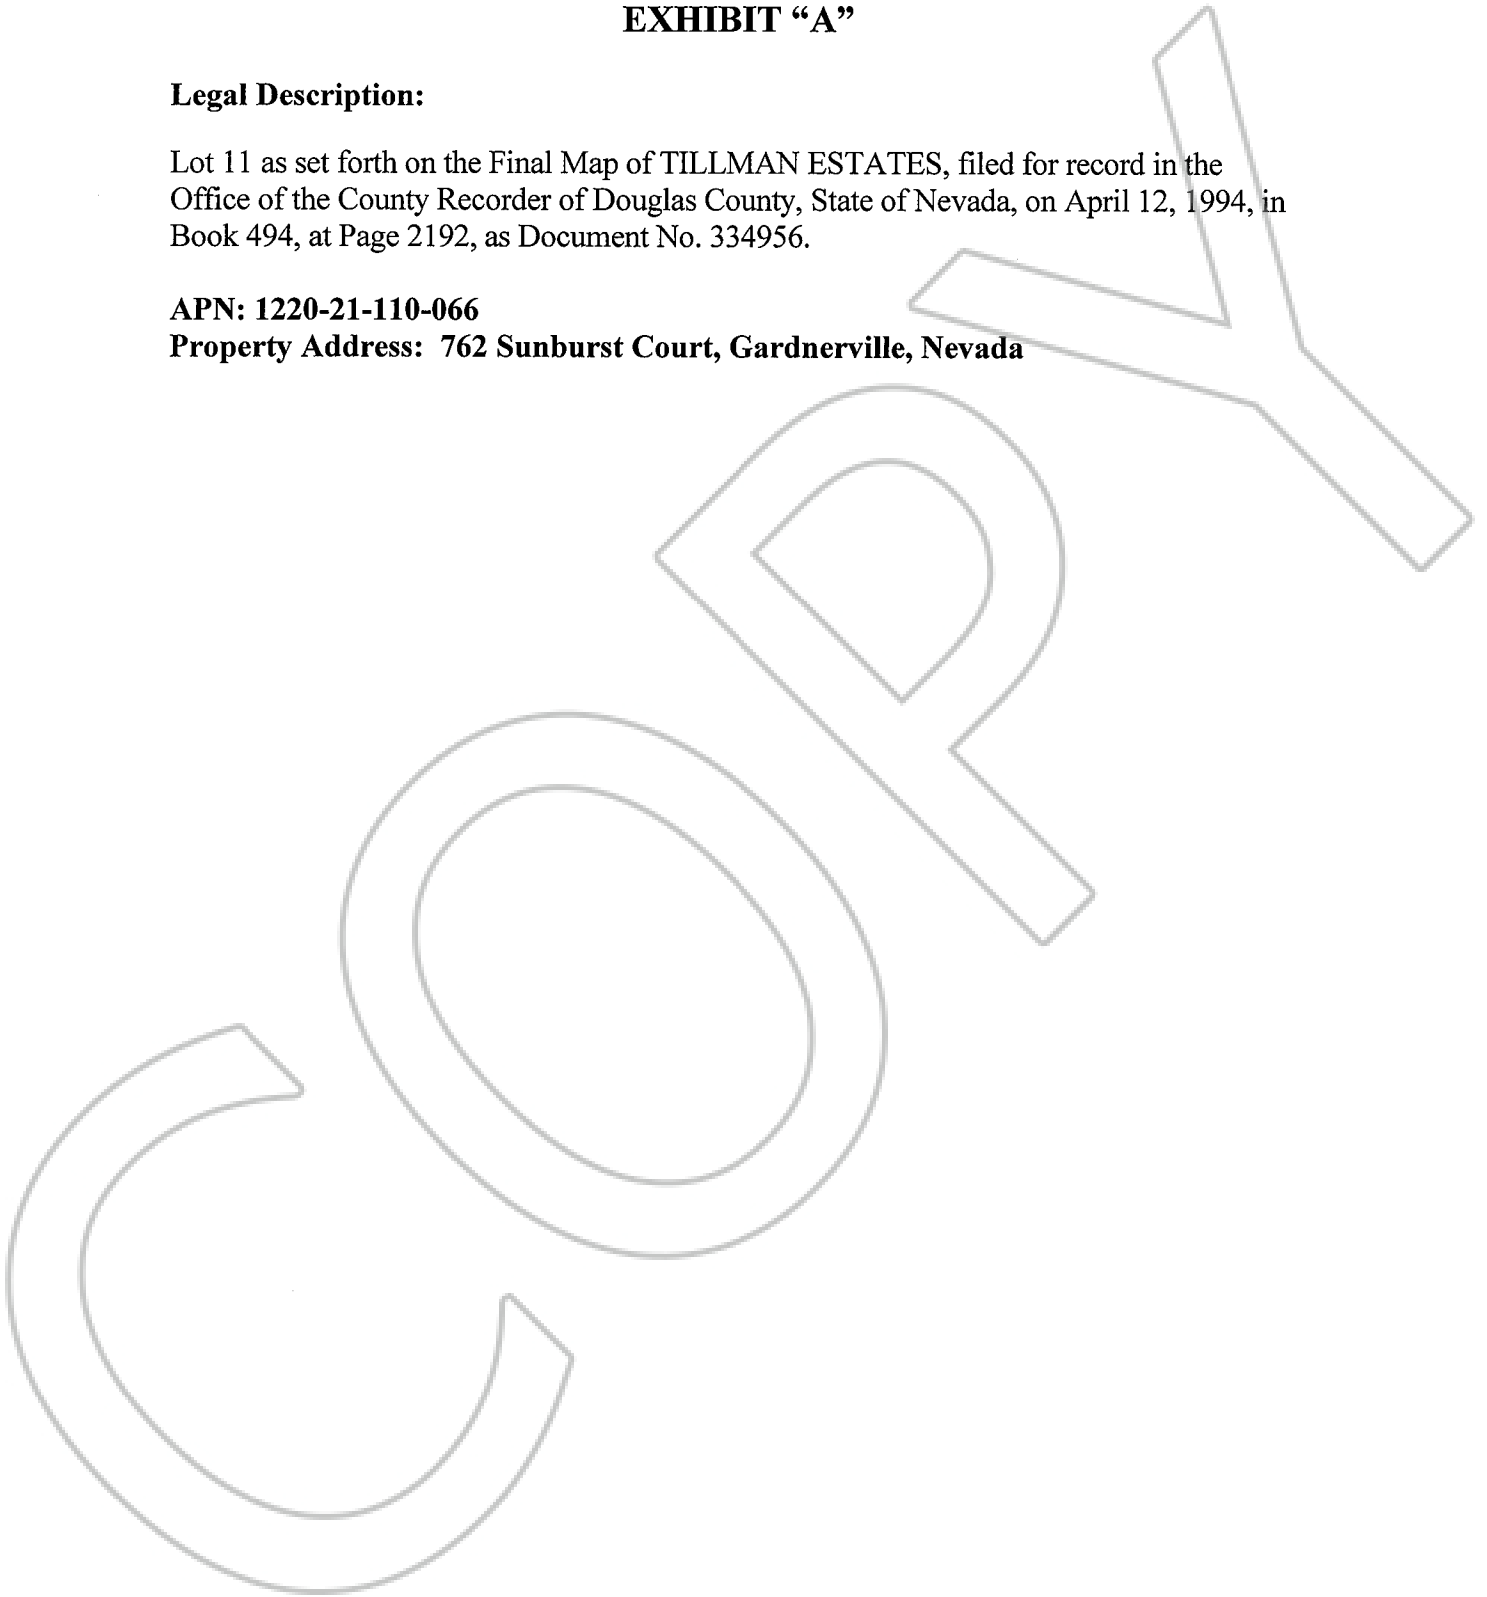 EXHIBIT “A”
Legal Description:
Lot 11 as set forth on the Final Map of TILLMAN ESTATES, filed for record in the
Office of the County Recorder of Douglas County, State of Nevada, on April 12, 1994, in
Book 494, at Page 2192, as Document No. 334956.
APN: 1220-21-110-066
Property Address: 762 Sunburst Court, Gardnerville, Nevada
COPY